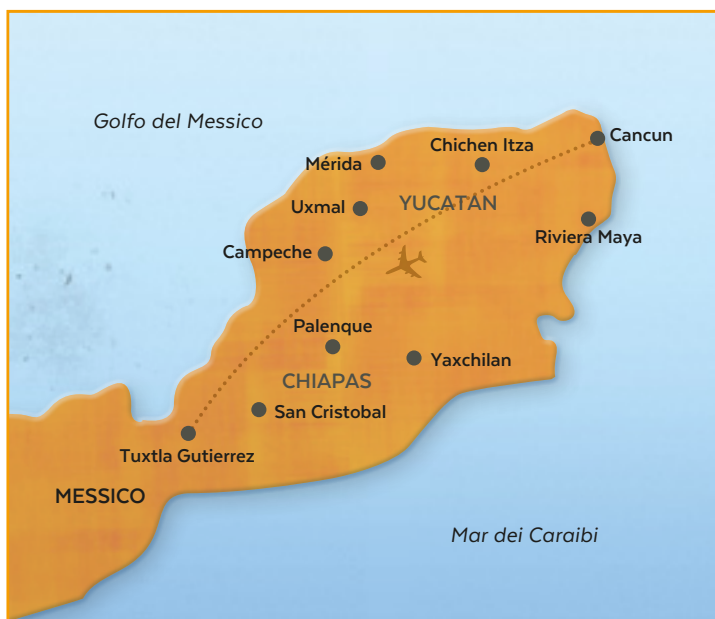 Golfo del Messico
Cancun
Chichen Itza
Mérida
YUCATÁN
Uxmal
Riviera Maya
Campeche
Palenque
Yaxchilan
CHIAPAS
San Cristobal
Tuxtla Gutierrez
MESSICO
Mar dei Caraibi